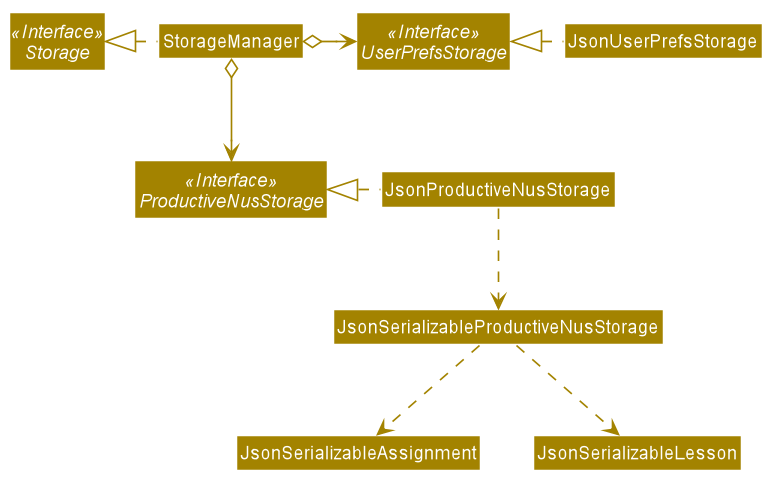 «Interface»
Storage
StorageManager
«Interface»
UserPrefsStorage
JsonUserPrefsStorage
«Interface»
ProductiveNusStorage
JsonProductiveNusStorage
JsonSerializableProductiveNusStorage
JsonSerializableAssignment
JsonSerializableLesson